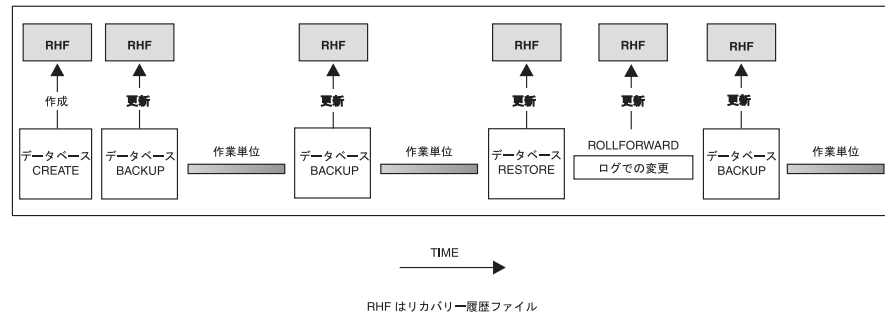 RHF RHF RHF RHF RHF RHF
作成 更新 更新 更新 更新 更新
データベース CREATE
データベース BACKUP
作業単位
データベース BACKUP
作業単位
データベース RESTORE
ROLLFORWARD
ログでの変更
データベース BACKUP
作業単位
TIME
RHF はリカバリー履歴ファイル